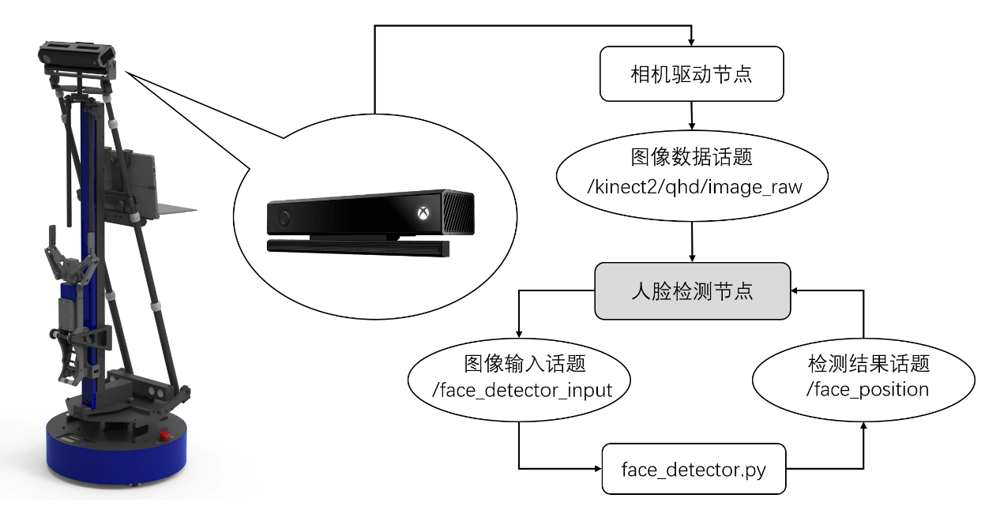 相机驱动节点
图像数据话题
/kinect2/qhd/image_raw
人脸检测节点
图像输入话题
/face_detector_input
检测结果话题
/face_position
face_detector.py